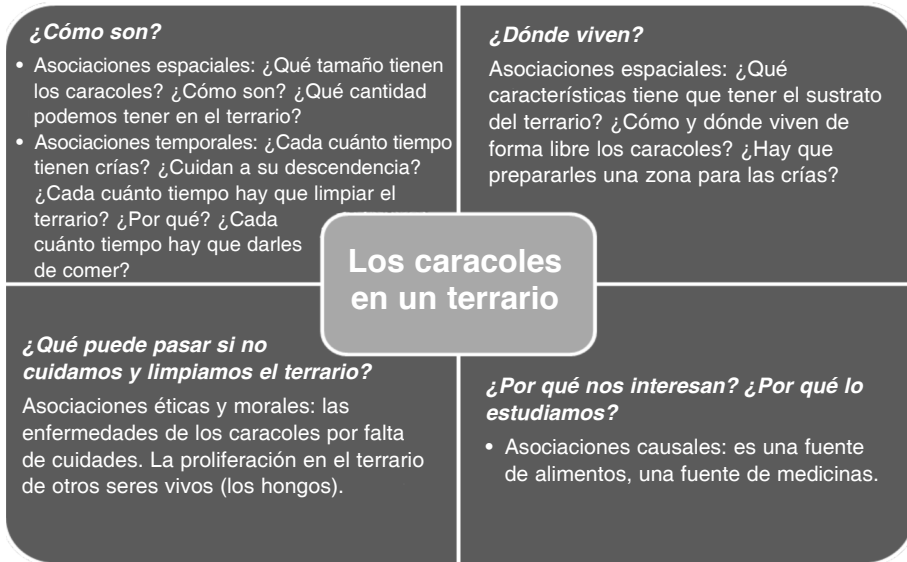 ¿Cómo son?
• Asociaciones espaciales: ¿Qué tamaño tienen
los caracoles? ¿Cómo son? ¿Qué cantidad
podemos tener en el terrario?
• Asociaciones temporales: ¿Cada cuánto tiempo
tienen crías? ¿Cuidan a su descendencia?
¿Cada cuánto tiempo hay que limpiar el
terrario? ¿Por qué? ¿Cada
cuánto tiempo hay que darles
de comer?
¿Dónde viven?
Asociaciones espaciales: ¿Qué
características tiene que tener el sustrato
del terrario? ¿Cómo y dónde viven de
forma libre los caracoles? ¿Hay que
prepararles una zona para las crías?
Los caracoles
en un terrario
¿Qué puede pasar si no
cuidamos y limpiamos el terrario?
Asociaciones éticas y morales: las
enfermedades de los caracoles por falta
de cuidades. La proliferación en el terrario
de otros seres vivos (los hongos).
¿Por qué nos interesan? ¿Por qué lo
estudiamos?
• Asociaciones causales: es una fuente
de alimentos, una fuente de medicinas.